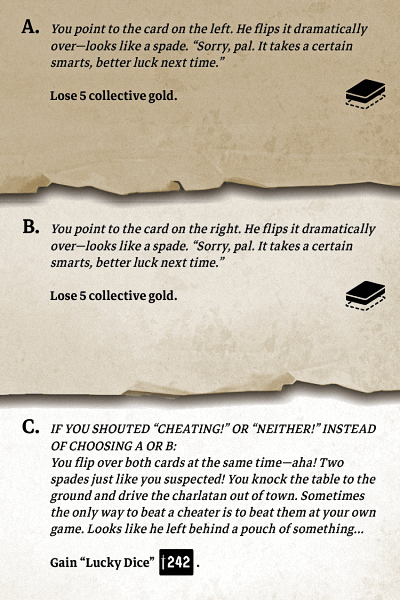 A. You point to the card on the left. He flips it dramatically
over—looks like a spade. “Sorry, pal. It takes a certain
smarts, better luck next time.”
Lose 5 collective gold.
B. You point to the card on the right. He flips it dramatically
over—looks like a spade. “Sorry, pal. It takes a certain
smarts, better luck next time.”
Lose 5 collective gold.
C. IF YOU SHOUTED “CHEATING!” OR “NEITHER!” INSTEAD
OF CHOOSING A OR B:
You flip over both cards at the same time—aha! Two
spades just like you suspected! You knock the table to the
ground and drive the charlatan out of town. Sometimes
the only way to beat a cheater is to beat them at your own
game. Looks like he left behind a pouch of something...
Gain “Lucky Dice” 242 .